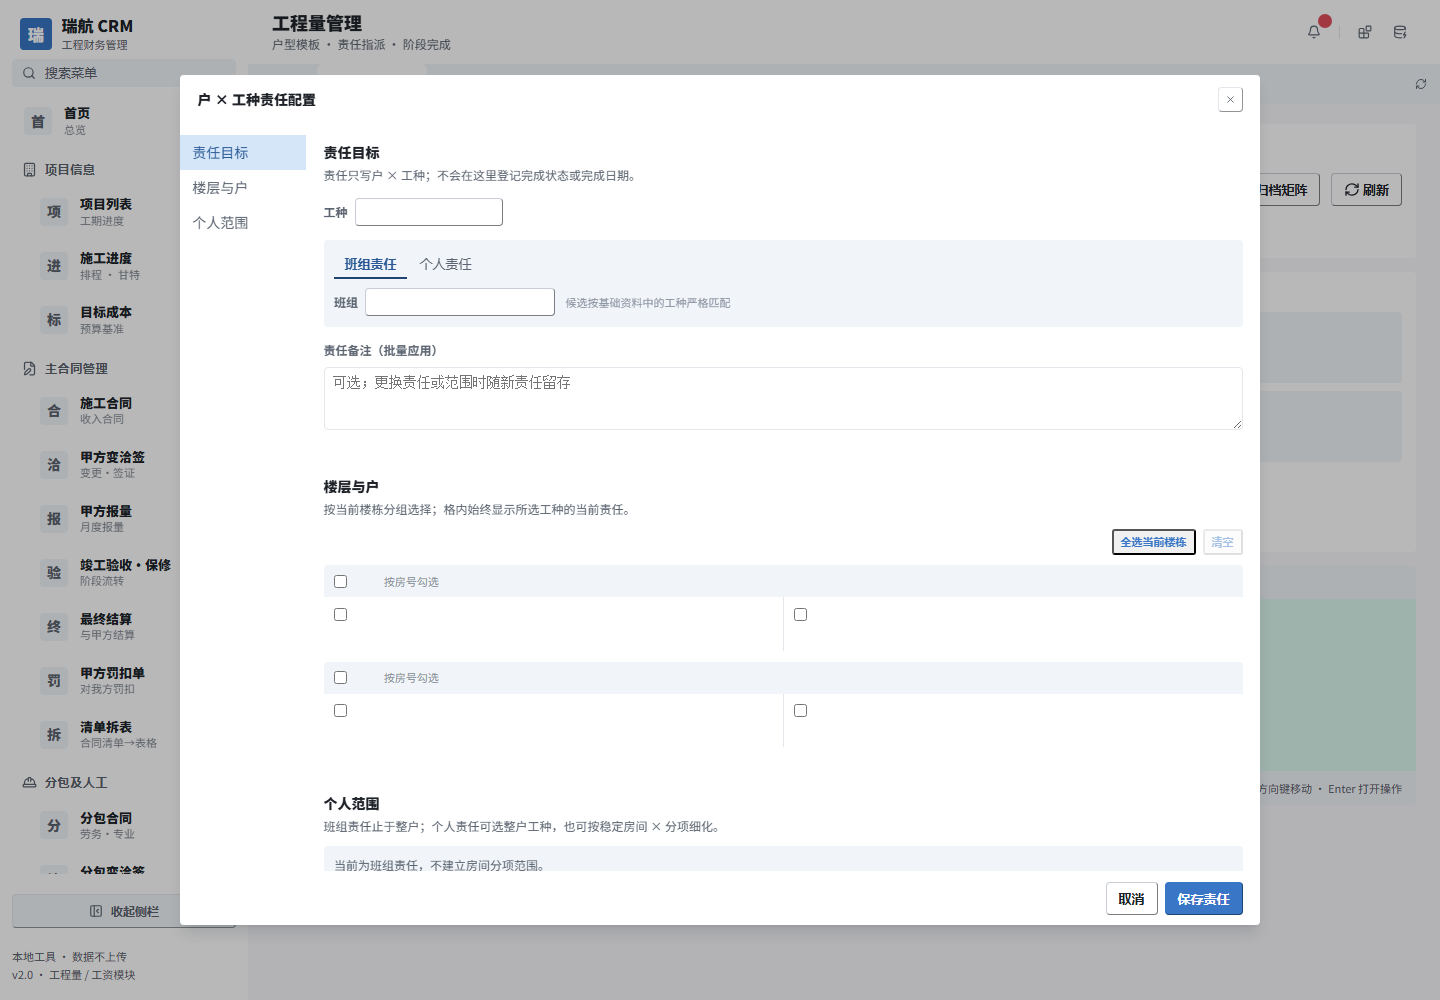 瑞
瑞航 CRM
工程财务管理
搜索菜单
首
首页
总览
项目信息
项
项目列表
工期进度
进
施工进度
排程 · 甘特
标
目标成本
预算基准
主合同管理
合
施工合同
收入合同
洽
甲方变洽签
变更·签证
报
甲方报量
月度报量
验
竣工验收·保修
阶段流转
终
最终结算
与甲方结算
罚
甲方罚扣单
对我方罚扣
拆
清单拆表
合同清单→表格
分包及人工
分
分包合同
劳务·专业
分包变洽签
收起侧栏
本地工具 · 数据不上传
v2.0 · 工程量 / 工资模块
工程量管理
户型模板 · 责任指派 · 阶段完成
归档矩阵
刷新
方向键移动 · Enter 打开操作
户 × 工种责任配置
×
责任目标
楼层与户
个人范围
责任目标
责任只写户 × 工种；不会在这里登记完成状态或完成日期。
工种
班组责任
个人责任
班组
候选按基础资料中的工种严格匹配
责任备注（批量应用）
可选；更换责任或范围时随新责任留存
楼层与户
按当前楼栋分组选择；格内始终显示所选工种的当前责任。
全选当前楼栋
清空
按房号勾选
按房号勾选
个人范围
班组责任止于整户；个人责任可选整户工种，也可按稳定房间 × 分项细化。
当前为班组责任，不建立房间分项范围。
取消
保存责任